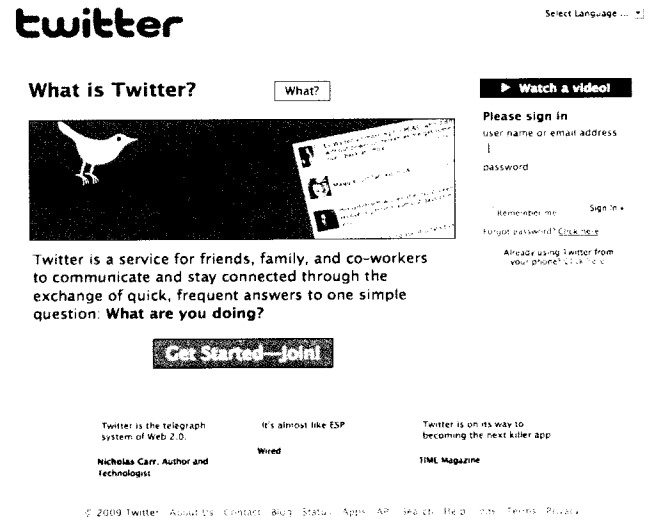 twitter
Select Language ...
What is Twitter?
What?
Watch a video!
Please sign in
user name or email address
password
Remember me
Sign In »
Forgot password? Click here
Already using Twitter from
your phone? Click here
Twitter is a service for friends, family, and co-workers
to communicate and stay connected through the
exchange of quick, frequent answers to one simple
question: What are you doing?
Get Started—Join!
Twitter is the telegraph
system of Web 2.0.
Nicholas Carr, Author and
Technologist
It's almost like ESP
Wired
Twitter is on its way to
becoming the next killer app
TIME Magazine
© 2009 Twitter About Us Contact Blog Status Apps API Search Help Jobs Terms Privacy